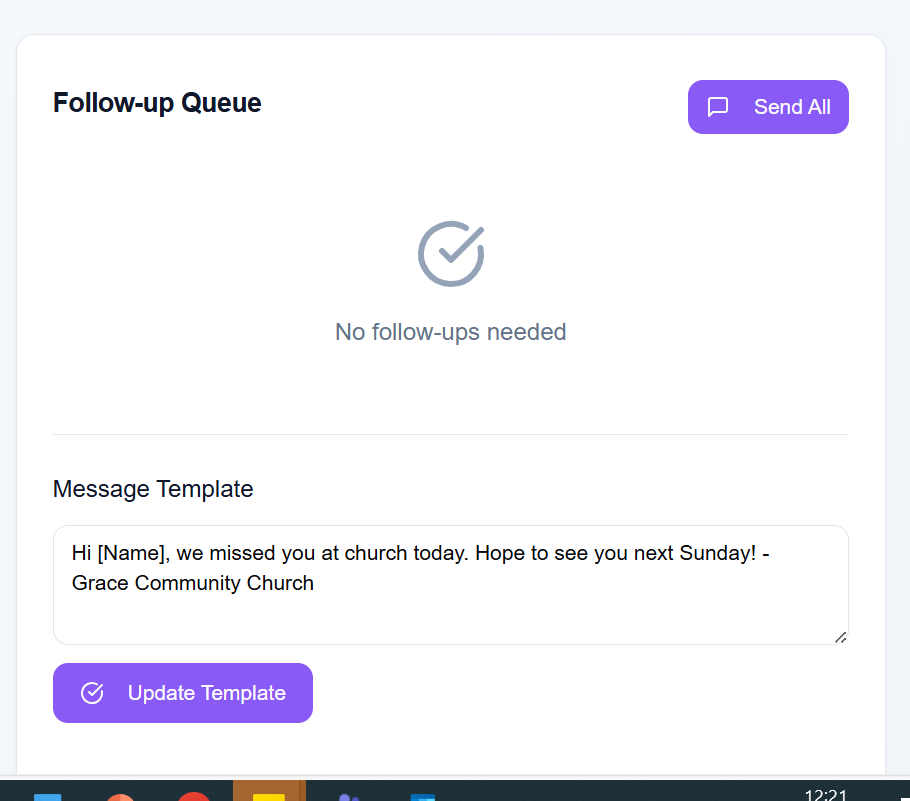 Follow-up Queue
Send All
No follow-ups needed
Message Template
Hi [Name], we missed you at church today. Hope to see you next Sunday! -
Grace Community Church
Update Template
12:21